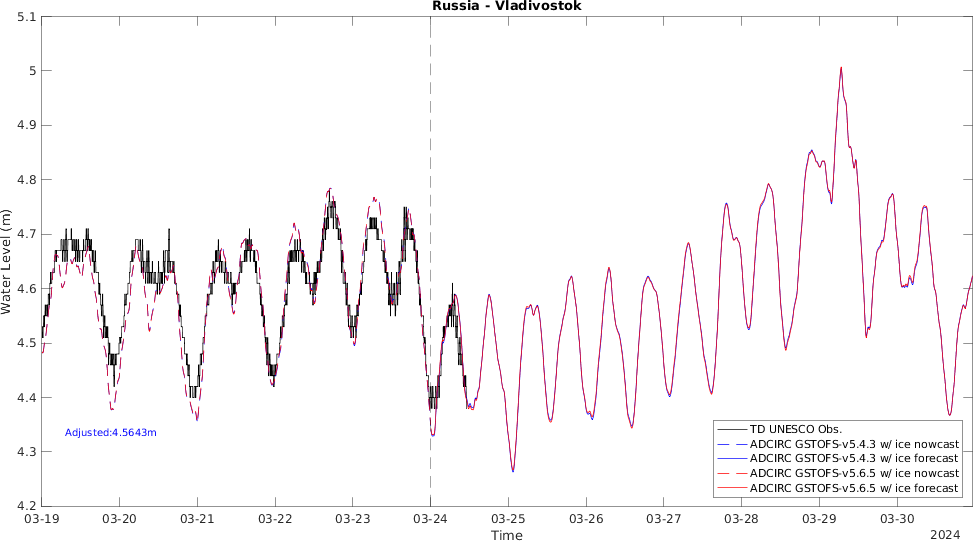 Russia - Vladivostok
5.1
5
4.9
4.8
4.7
4.6
4.5
4.4
4.3
4.2
Water Level (m)
Adjusted:4.5643m
TD UNESCO Obs.
ADCIRC GSTOFS-v5.4.3 w/ ice nowcast
ADCIRC GSTOFS-v5.4.3 w/ ice forecast
ADCIRC GSTOFS-v5.6.5 w/ ice nowcast
ADCIRC GSTOFS-v5.6.5 w/ ice forecast
03-19 03-20 03-21 03-22 03-23 03-24 03-25 03-26 03-27 03-28 03-29 03-30
Time
2024